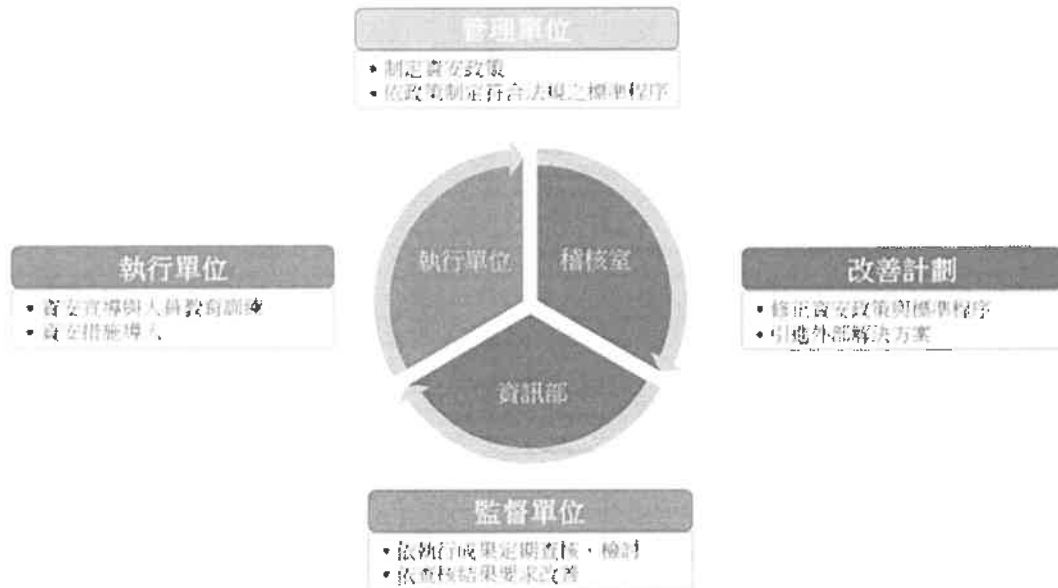 管理單位
• 制定資安政策
• 依政策制定符合法規之標準程序
執行單位
稽核室
資訊部
執行單位
• 資安宣導與人員教育訓練
• 資安措施導入
改善計劃
• 修正資安政策與標準程序
• 引進外部解決方案
監督單位
• 依執行成果定期查核、檢討
• 依查核結果要求改善